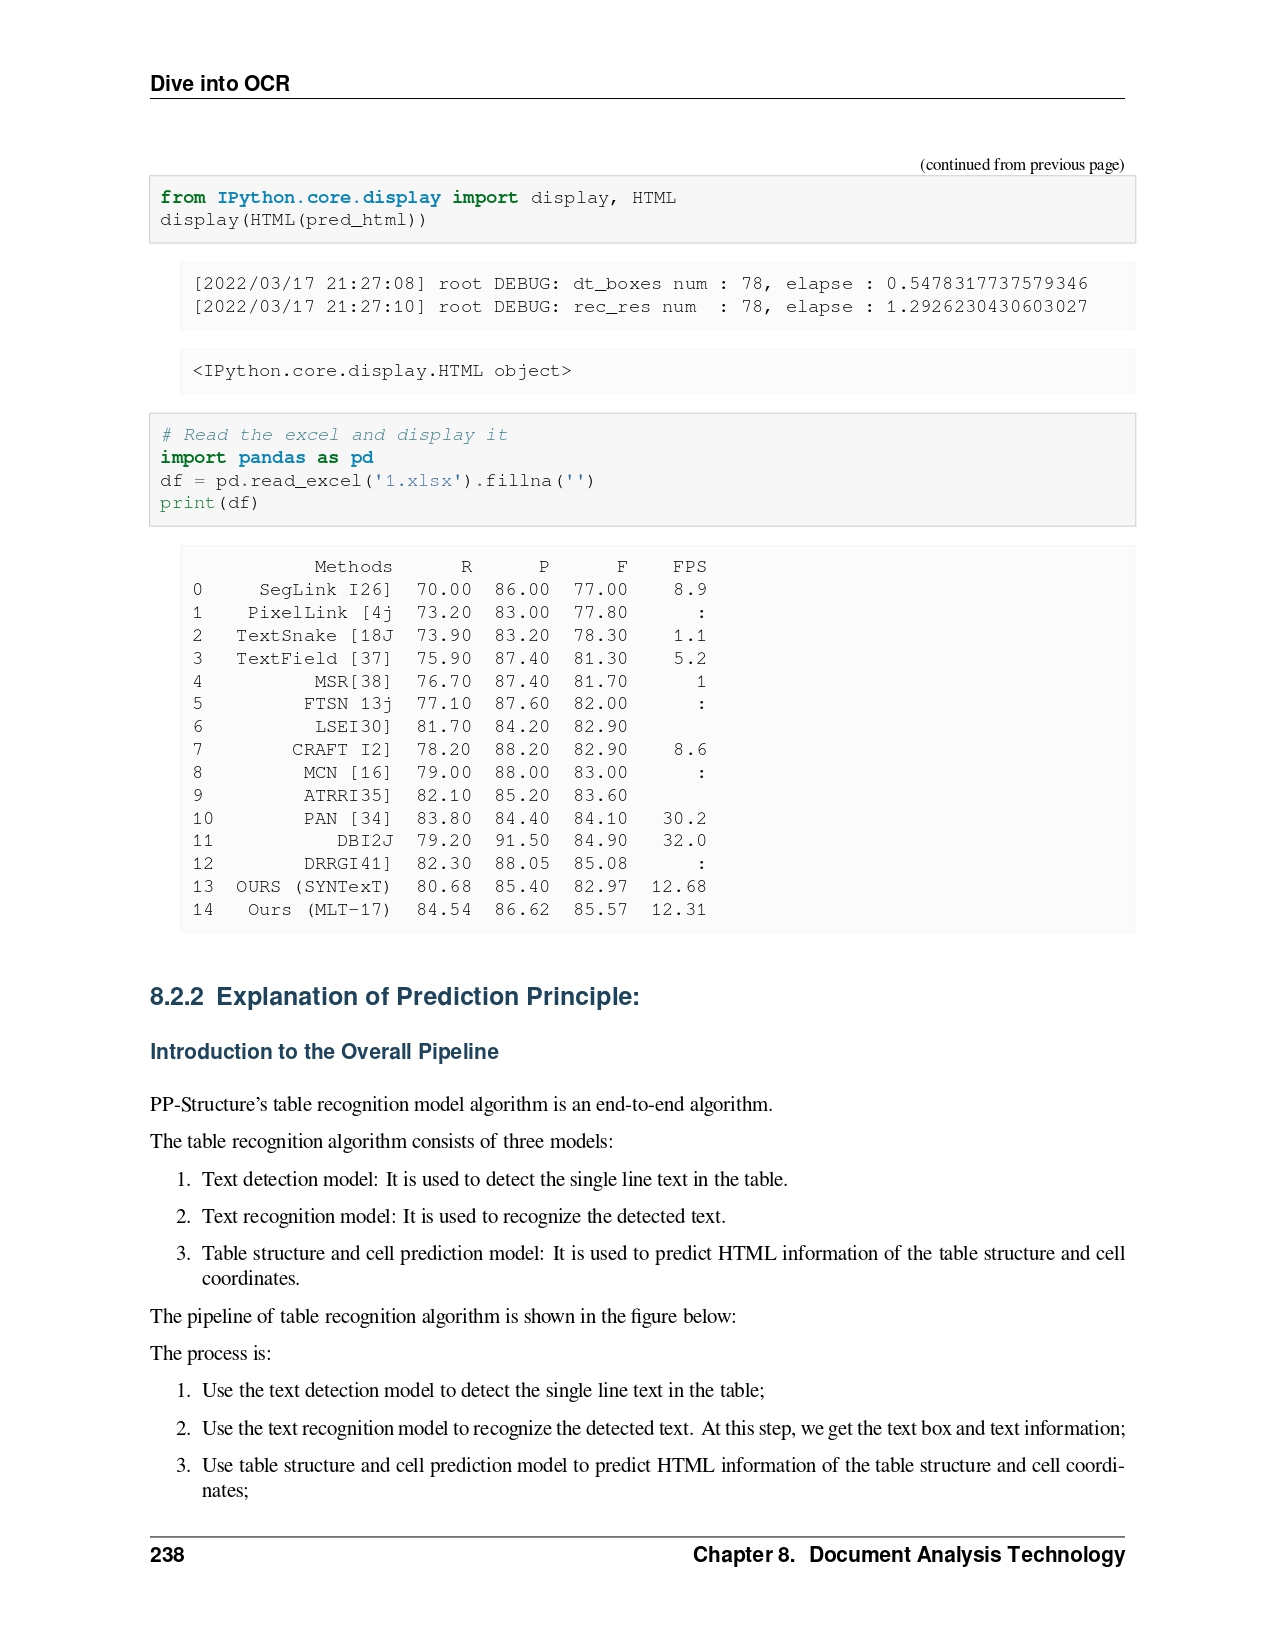 Dive into OCR
(continued from previous page)
from IPython.core.display import display, HTML
display(HTML(pred_html))
[2022/03/17 21:27:08] root DEBUG: dt_boxes num : 78, elapse : 0.5478317737579346
[2022/03/17 21:27:10] root DEBUG: rec_res num  : 78, elapse : 1.2926230430603027
<IPython.core.display.HTML object>
# Read the excel and display it
import pandas as pd
df = pd.read_excel('1.xlsx').fillna('')
print(df)
Methods R P F FPS
0 SegLink I26] 70.00 86.00 77.00 8.9
1 PixelLink [4j 73.20 83.00 77.80 :
2 TextSnake [18J 73.90 83.20 78.30 1.1
3 TextField [37] 75.90 87.40 81.30 5.2
4 MSR[38] 76.70 87.40 81.70 1
5 FTSN 13j 77.10 87.60 82.00 :
6 LSEI30] 81.70 84.20 82.90
7 CRAFT I2] 78.20 88.20 82.90 8.6
8 MCN [16] 79.00 88.00 83.00 :
9 ATRRI35] 82.10 85.20 83.60
10 PAN [34] 83.80 84.40 84.10 30.2
11 DBI2J 79.20 91.50 84.90 32.0
12 DRRGI41] 82.30 88.05 85.08 :
13 OURS (SYNTexT) 80.68 85.40 82.97 12.68
14 Ours (MLT-17) 84.54 86.62 85.57 12.31
8.2.2 Explanation of Prediction Principle:
Introduction to the Overall Pipeline
PP-Structure's table recognition model algorithm is an end-to-end algorithm.
The table recognition algorithm consists of three models:
1. Text detection model: It is used to detect the single line text in the table.
2. Text recognition model: It is used to recognize the detected text.
3. Table structure and cell prediction model: It is used to predict HTML information of the table structure and cell
coordinates.
The pipeline of table recognition algorithm is shown in the figure below:
The process is:
1. Use the text detection model to detect the single line text in the table;
2. Use the text recognition model to recognize the detected text. At this step, we get the text box and text information;
3. Use table structure and cell prediction model to predict HTML information of the table structure and cell coordi-
nates;
238 Chapter 8. Document Analysis Technology